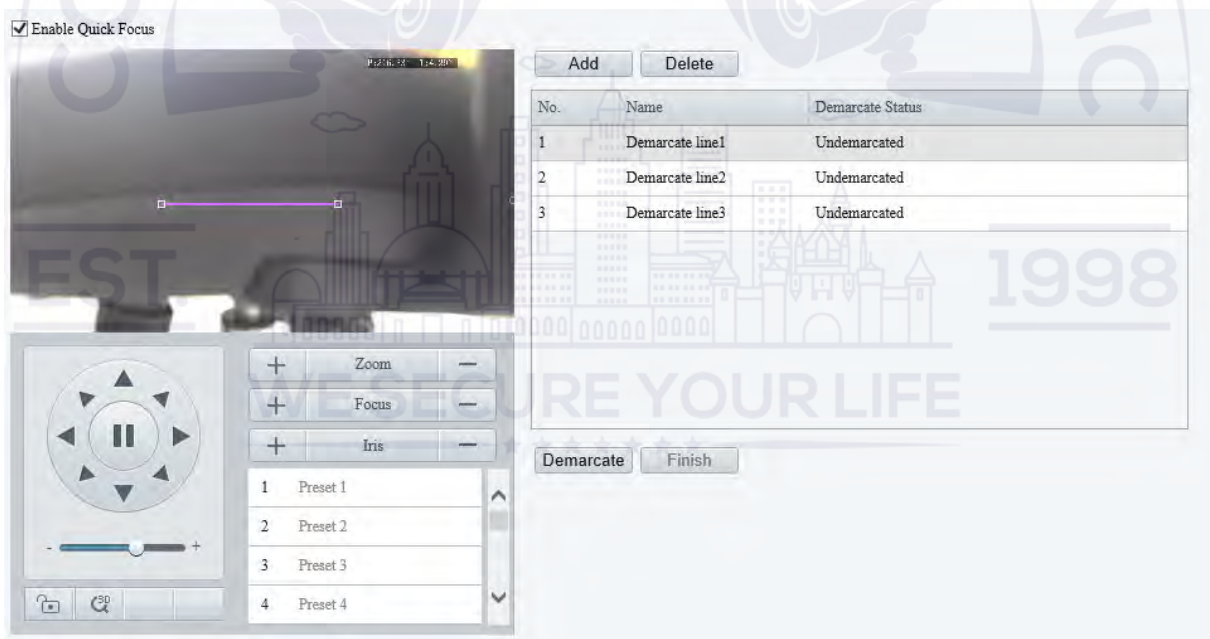 Enable Quick Focus
Add Delete
No. Name Demarcate Status
1 Demarcate line1 Undemarcated
2 Demarcate line2 Undemarcated
3 Demarcate line3 Undemarcated
EST. 1998
+ Zoom −
WE SECURE YOUR LIFE
+ Focus −
+ Iris −
Demarcate Finish
1 Preset 1
2 Preset 2
3 Preset 3
- +
4 Preset 4
3D